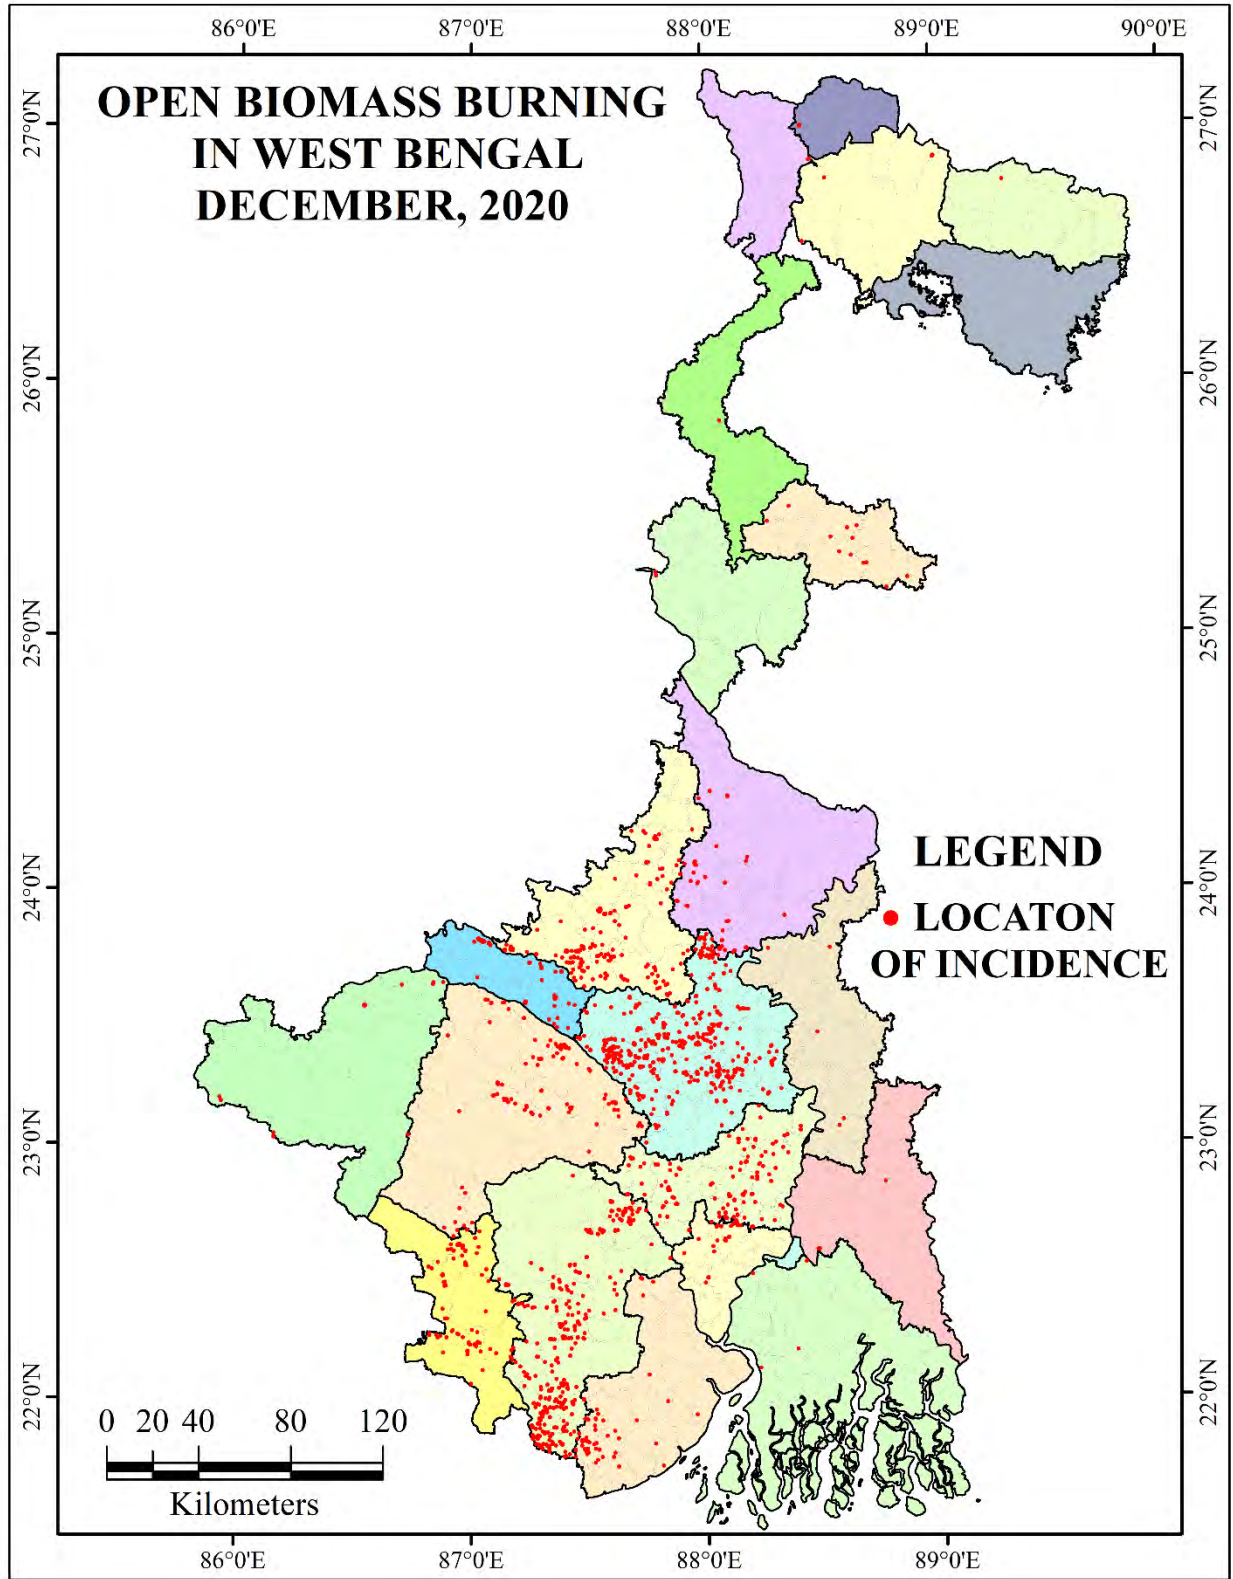 86°0'E 87°0'E 88°0'E 89°0'E 90°0'E
OPEN BIOMASS BURNING
IN WEST BENGAL
DECEMBER, 2020
27°0'N 27°0'N
26°0'N 26°0'N
25°0'N 25°0'N
LEGEND
24°0'N 24°0'N
LOCATON
OF INCIDENCE
23°0'N 23°0'N
22°0'N 22°0'N
0 20 40 80 120
Kilometers
86°0'E 87°0'E 88°0'E 89°0'E